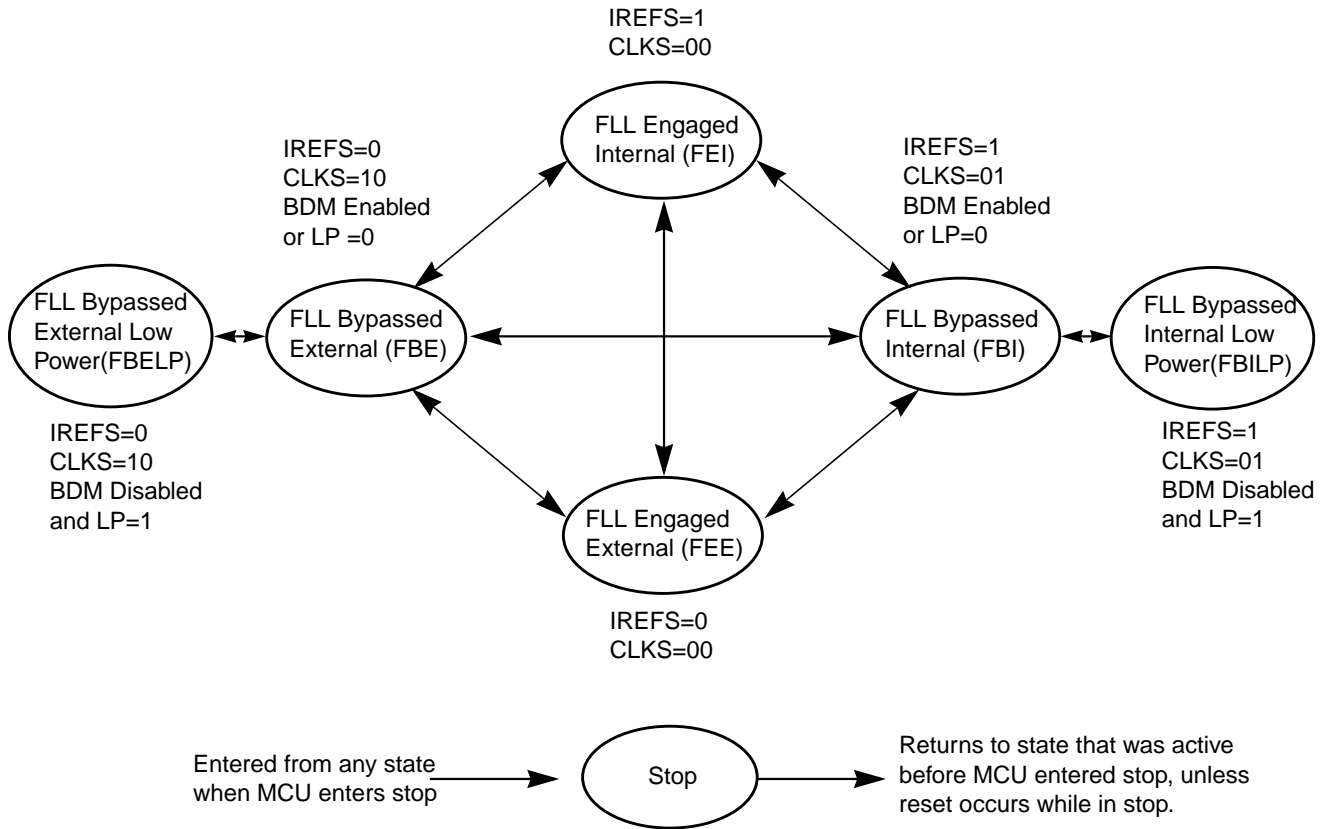 IREFS=1
CLKS=00
FLL Engaged
Internal (FEI)
IREFS=0
CLKS=10
BDM Enabled
or LP =0
IREFS=1
CLKS=01
BDM Enabled
or LP=0
FLL Bypassed
External Low
Power(FBELP)
FLL Bypassed
External (FBE)
FLL Bypassed
Internal (FBI)
FLL Bypassed
Internal Low
Power(FBILP)
IREFS=0
CLKS=10
BDM Disabled
and LP=1
IREFS=1
CLKS=01
BDM Disabled
and LP=1
FLL Engaged
External (FEE)
IREFS=0
CLKS=00
Entered from any state
when MCU enters stop
Stop
Returns to state that was active
before MCU entered stop, unless
reset occurs while in stop.